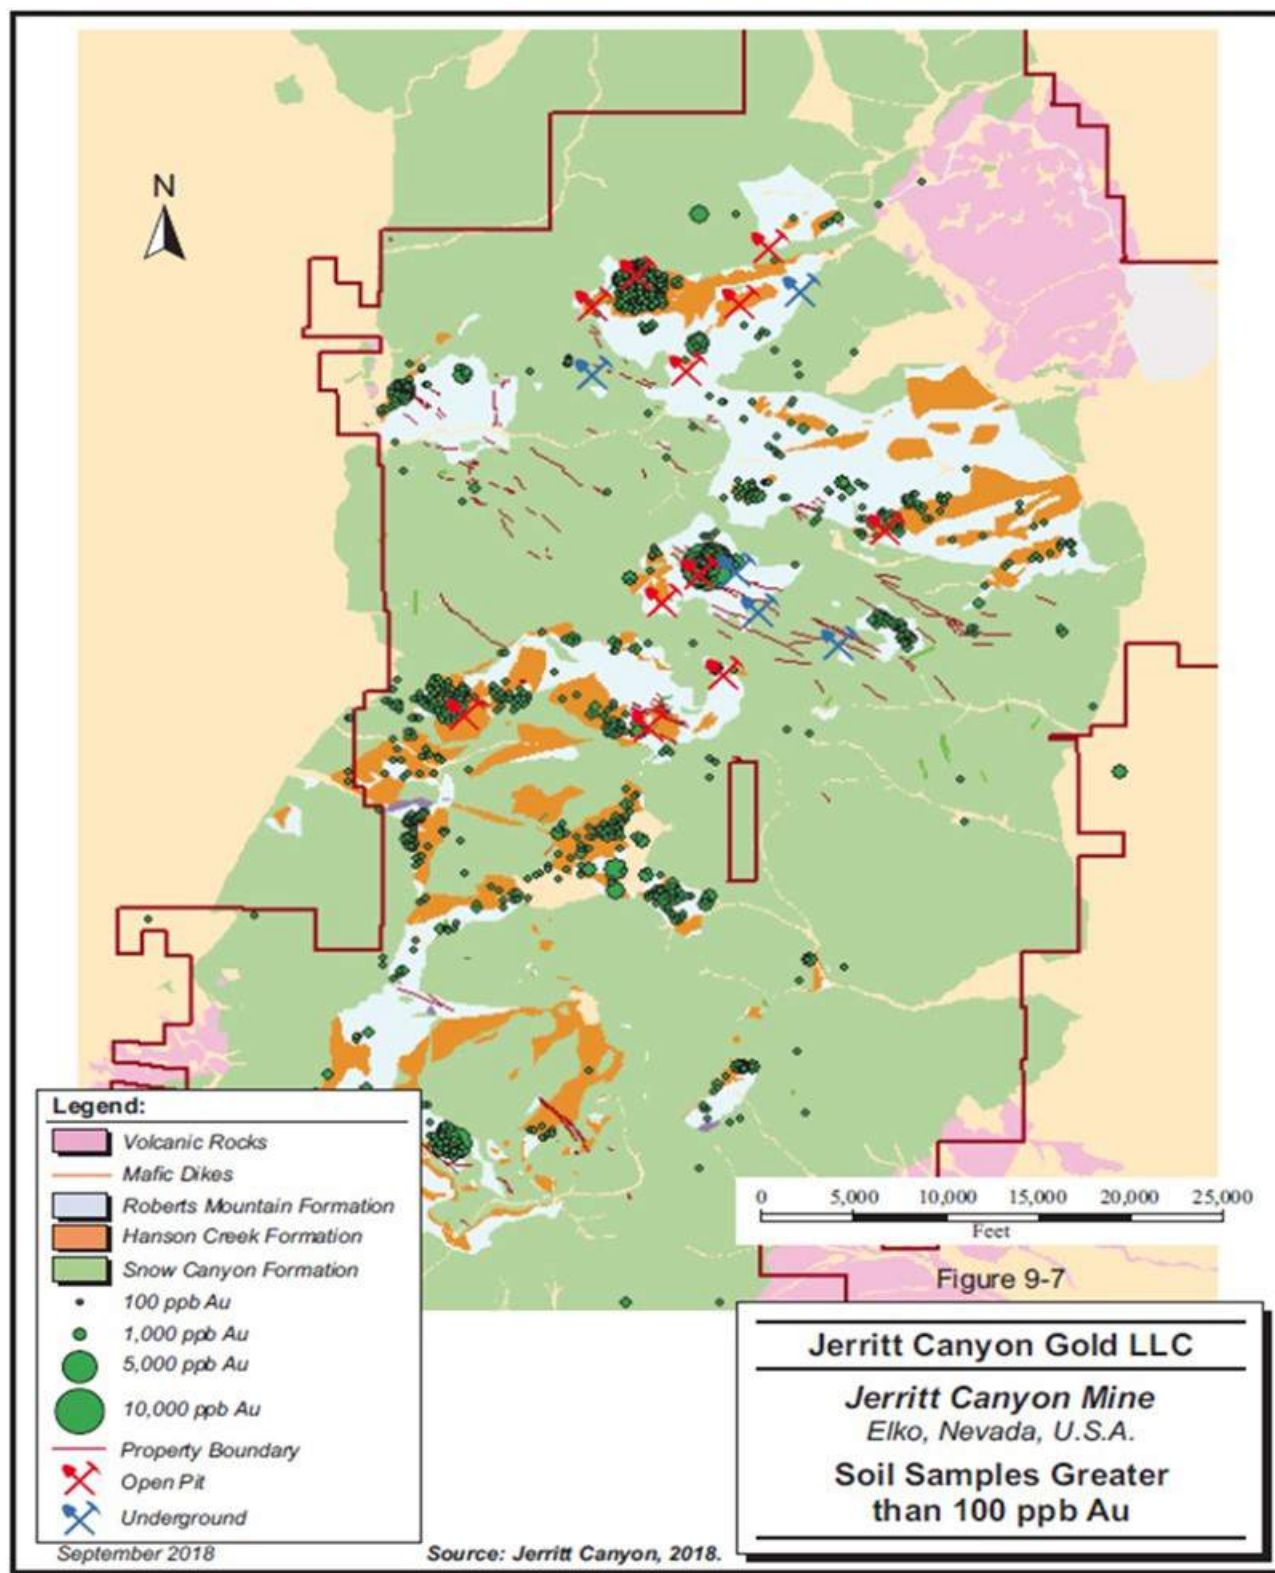 N
Legend:
Volcanic Rocks
Mafic Dikes
Roberts Mountain Formation
Hanson Creek Formation
Snow Canyon Formation
100 ppb Au
1,000 ppb Au
5,000 ppb Au
10,000 ppb Au
Property Boundary
Open Pit
Underground
0 5,000 10,000 15,000 20,000 25,000
Feet
Figure 9-7
Jerritt Canyon Gold LLC
Jerritt Canyon Mine
Elko, Nevada, U.S.A.
Soil Samples Greater
than 100 ppb Au
September 2018
Source: Jerritt Canyon, 2018.